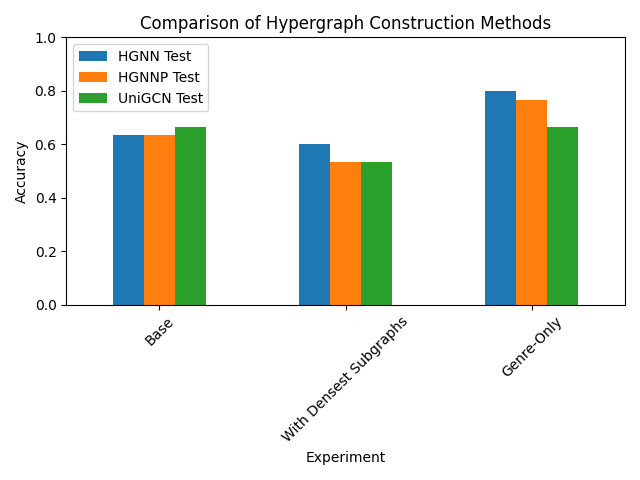 Comparison of Hypergraph Construction Methods
1.0
0.8
0.6
0.4
0.2
0.0
Accuracy
HGNN Test
HGNNP Test
UniGCN Test
Base
With Densest Subgraphs
Genre-Only
Experiment